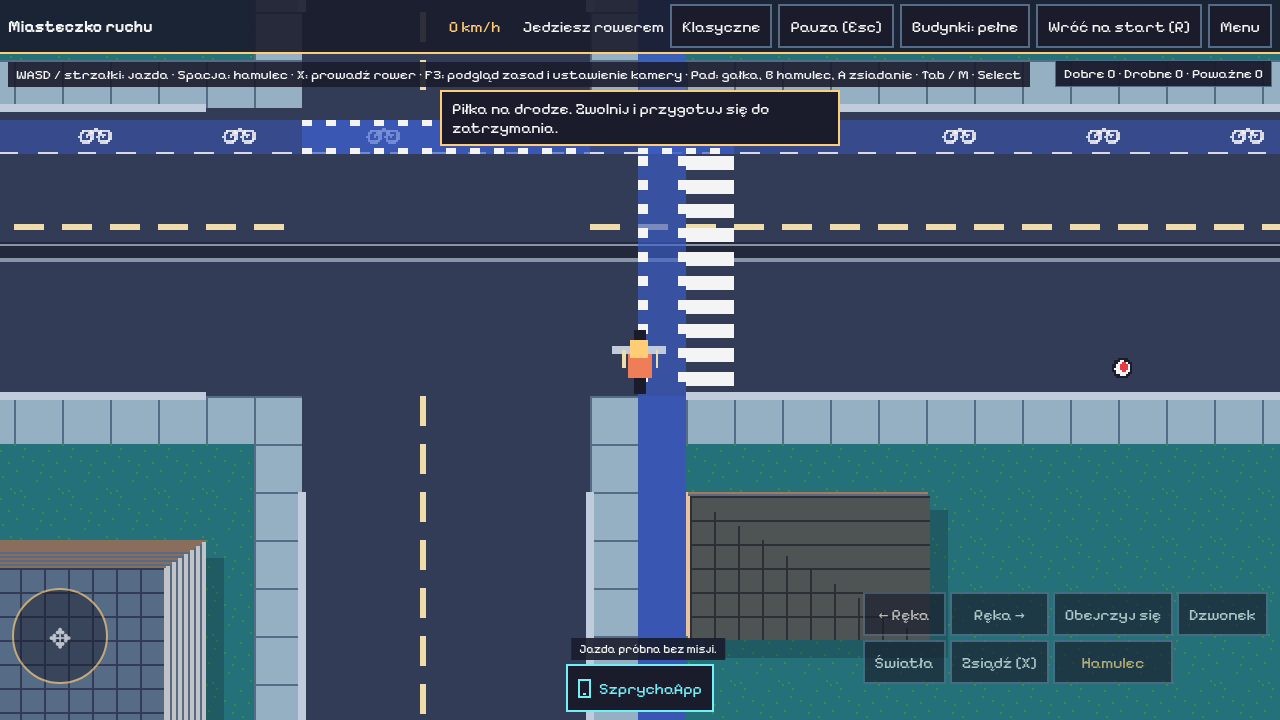 Miasteczko ruchu
0 km/h
Jedziesz rowerem
Klasyczne
Pauza (Esc)
Budynki: pełne
Wróć na start (R)
Menu
WASD / strzałki: jazda · Spacja: hamulec · X: prowadź rower · F3: podgląd zasad i ustawienie kamery · Pad: gałka, B hamulec, A zsiadanie · Tab / M · Select
Dobre 0 · Drobne 0 · Poważne 0
Piłka na drodze. Zwolnij i przygotuj się do
zatrzymania.
← Ręka
Ręka →
Obejrzyj się
Dzwonek
Jazda próbna bez misji.
Światła
Zsiądź (X)
Hamulec
SzprychaApp